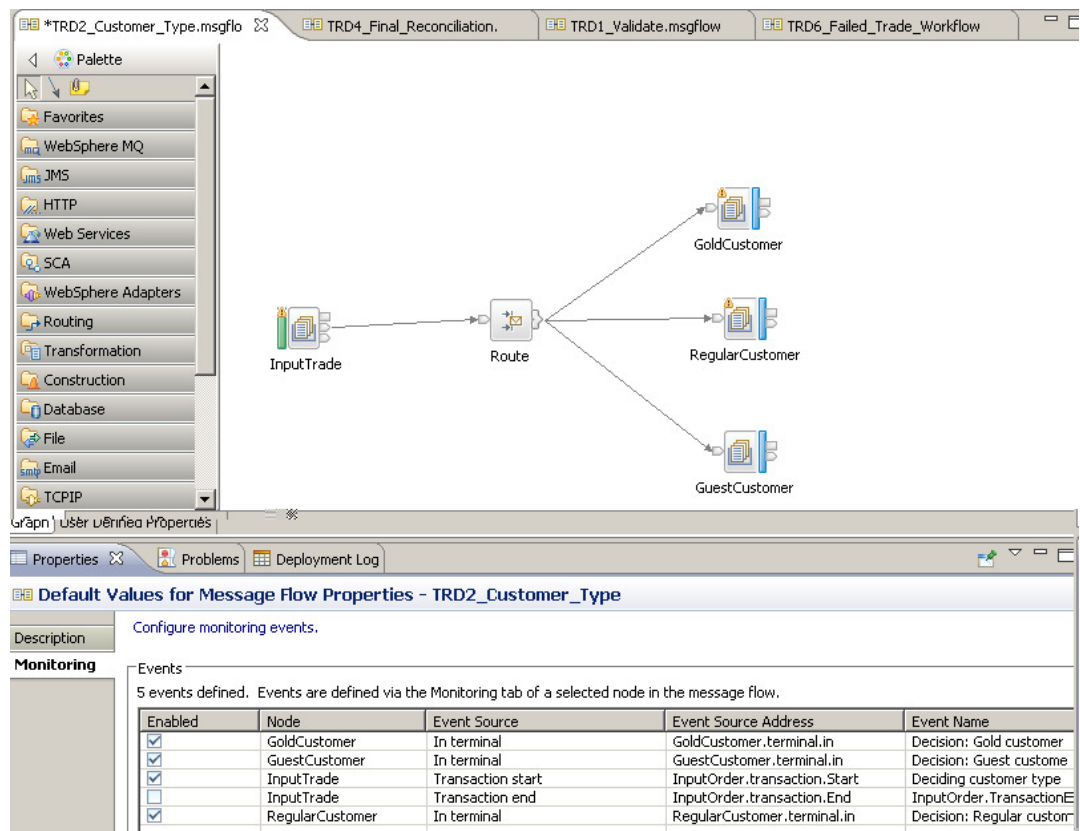 *TRD2_Customer_Type.msgflo
TRD4_Final_Reconciliation.
TRD1_Validate.msgflow
TRD6_Failed_Trade_Workflow
Palette
Favorites
WebSphere MQ
JMS
HTTP
Web Services
SCA
WebSphere Adapters
Routing
Transformation
Construction
Database
File
Email
TCPIP
GoldCustomer
InputTrade
Route
RegularCustomer
GuestCustomer
Graph User Defined Properties
Properties Problems Deployment Log
Default Values for Message Flow Properties - TRD2_Customer_Type
Description
Monitoring
Configure monitoring events.
Events
5 events defined. Events are defined via the Monitoring tab of a selected node in the message flow.
Enabled Node Event Source Event Source Address Event Name
GoldCustomer In terminal GoldCustomer.terminal.in Decision: Gold customer
GuestCustomer In terminal GuestCustomer.terminal.in Decision: Guest custome
InputTrade Transaction start InputOrder.transaction.Start Deciding customer type
InputTrade Transaction end InputOrder.transaction.End InputOrder.TransactionE
RegularCustomer In terminal RegularCustomer.terminal.in Decision: Regular custom